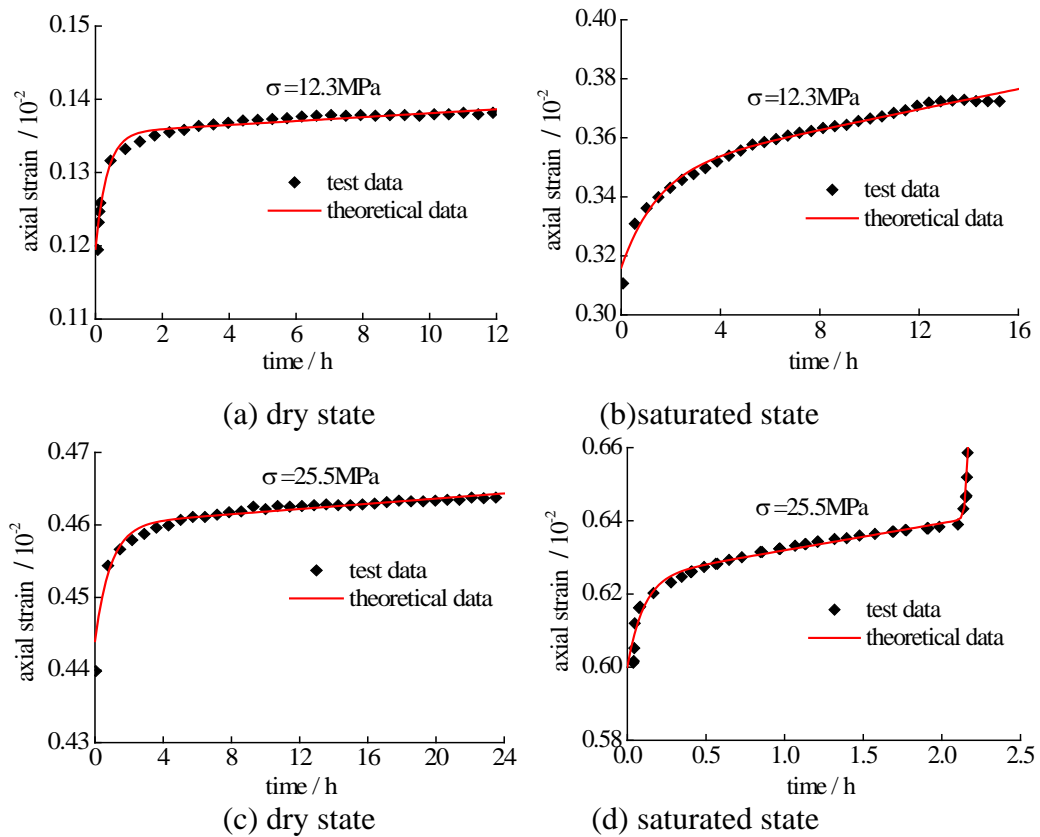 0.15
0.14
0.13
0.12
0.11
axial strain / 10⁻²
σ=12.3MPa
test data
theoretical data
0 2 4 6 8 10 12
time / h
(a) dry state
0.40
0.38
0.36
0.34
0.32
0.30
axial strain / 10⁻²
σ=12.3MPa
test data
theoretical data
0 4 8 12 16
time / h
(b)saturated state
0.47
0.46
0.45
0.44
0.43
axial strain / 10⁻²
σ=25.5MPa
test data
theoretical data
0 4 8 12 16 20 24
time / h
(c) dry state
0.66
0.64
0.62
0.60
0.58
axial strain / 10⁻²
σ=25.5MPa
test data
theoretical data
0.0 0.5 1.0 1.5 2.0 2.5
time / h
(d) saturated state